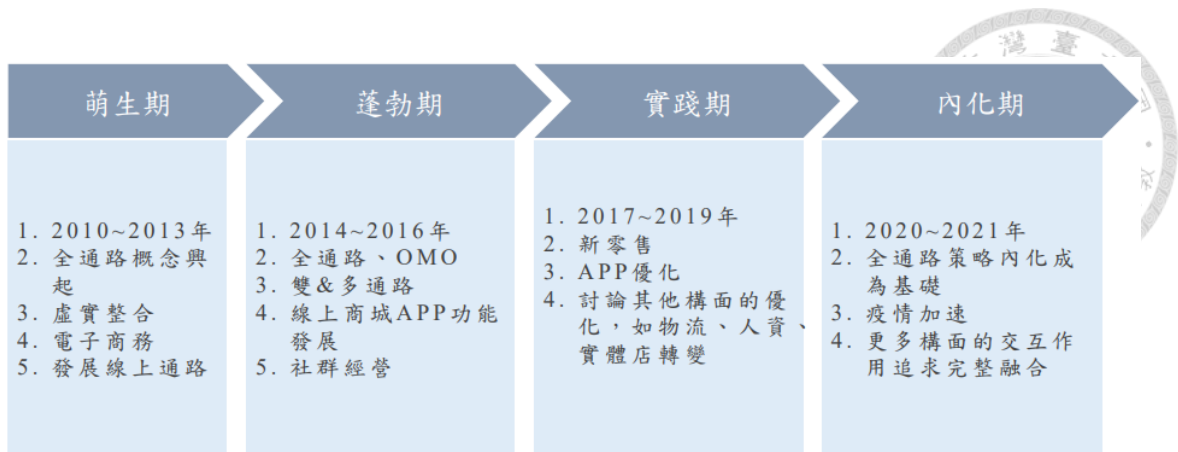 萌生期
1. 2010~2013年
2. 全通路概念興
起
3. 虛實整合
4. 電子商務
5. 發展線上通路
蓬勃期
1. 2014~2016年
2. 全通路、OMO
3. 雙&多通路
4. 線上商城APP功能
發展
5. 社群經營
實踐期
1. 2017~2019年
2. 新零售
3. APP優化
4. 討論其他構面的優
化，如物流、人資、
實體店轉變
內化期
1. 2020~2021年
2. 全通路策略內化成
為基礎
3. 疫情加速
4. 更多構面的交互作
用追求完整融合
灣臺